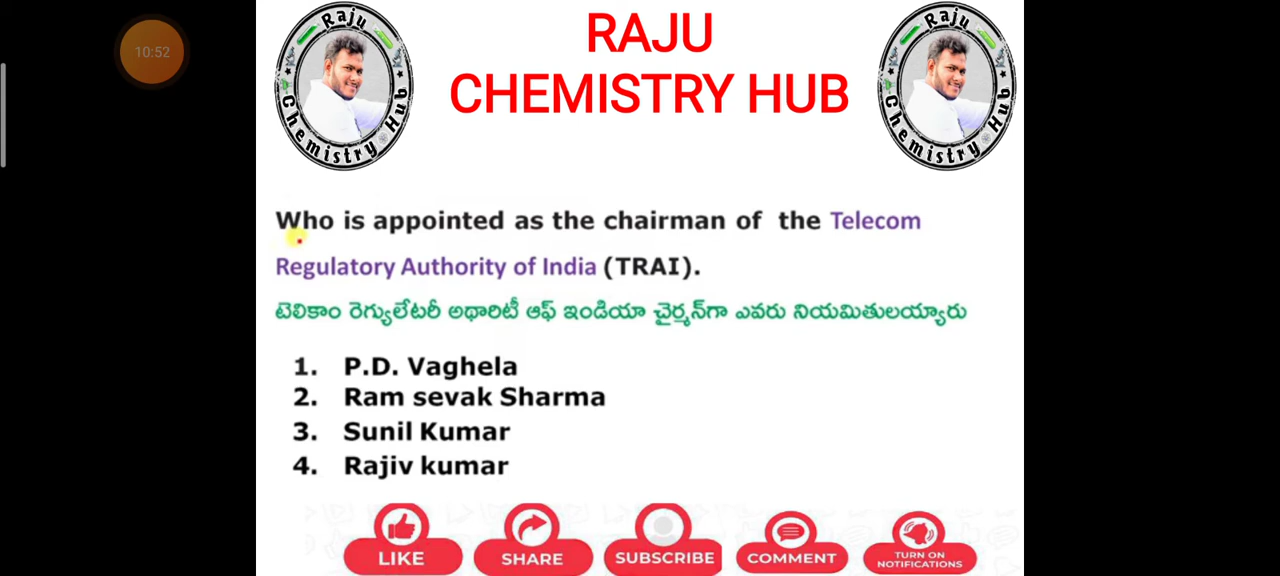 10:52
Raju
Chemistry Hub
RAJU
CHEMISTRY HUB
Raju
Chemistry Hub
Who is appointed as the chairman of the Telecom
Regulatory Authority of India (TRAI).
టెలికాం రెగ్యులేటరీ అథారిటీ ఆఫ్ ఇండియా చైర్మన్‌గా ఎవరు నియమితులయ్యారు
1. P.D. Vaghela
2. Ram sevak Sharma
3. Sunil Kumar
4. Rajiv kumar
LIKE
SHARE
SUBSCRIBE
COMMENT
TURN ON
NOTIFICATIONS